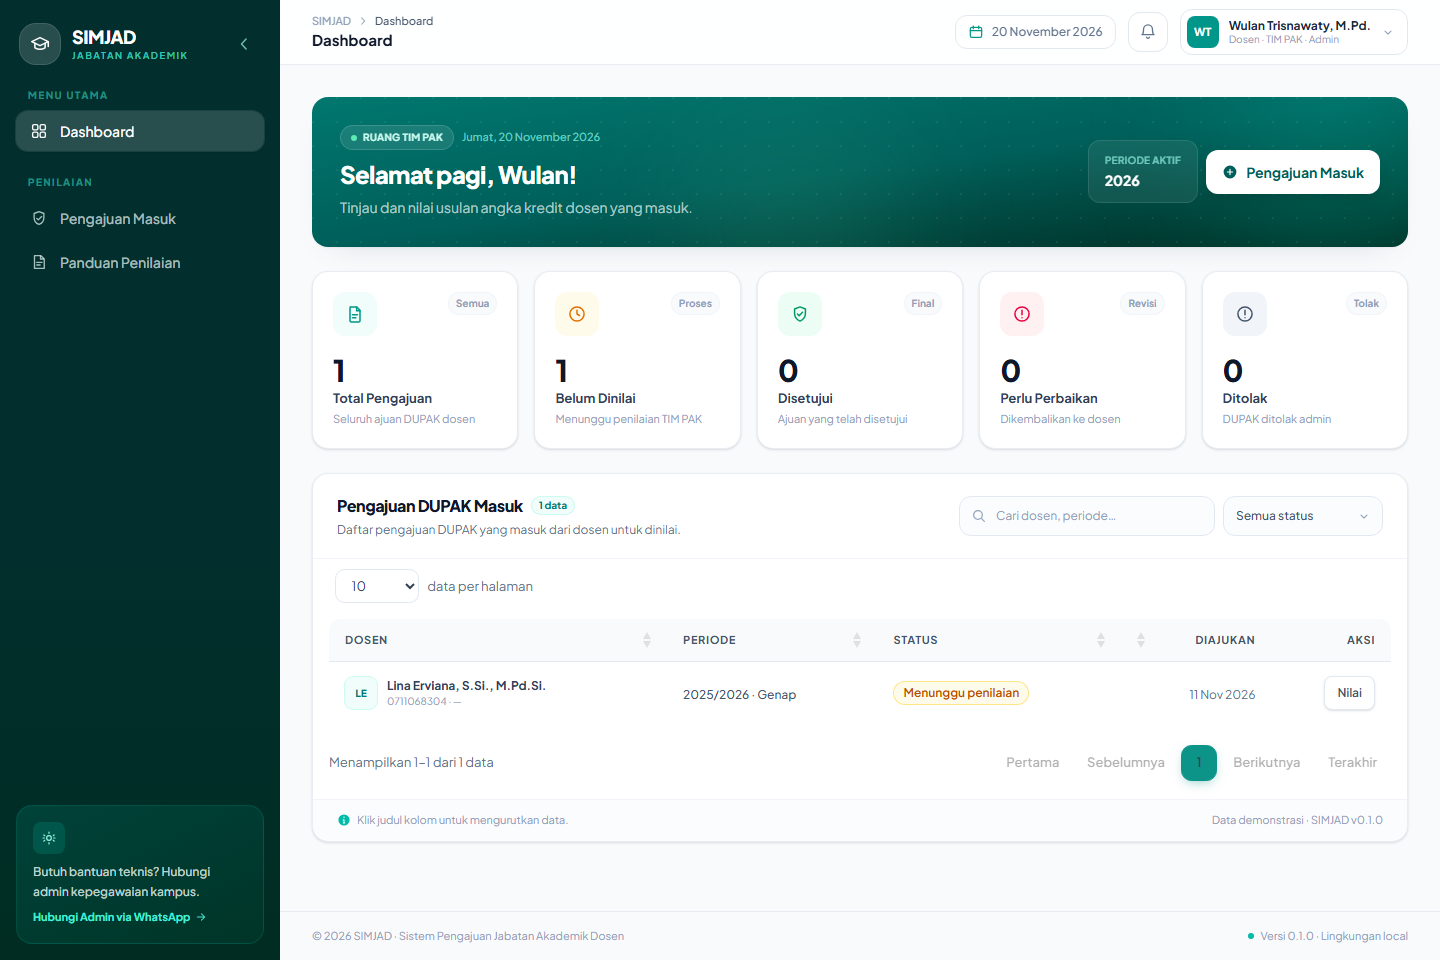 SIMJAD
JABATAN AKADEMIK
MENU UTAMA
Dashboard
PENILAIAN
Pengajuan Masuk
Panduan Penilaian
Butuh bantuan teknis? Hubungi
admin kepegawaian kampus.
Hubungi Admin via WhatsApp →
SIMJAD > Dashboard
Dashboard
20 November 2026
WT
Wulan Trisnawaty, M.Pd.
Dosen · TIM PAK · Admin
RUANG TIM PAK
Jumat, 20 November 2026
Selamat pagi, Wulan!
Tinjau dan nilai usulan angka kredit dosen yang masuk.
PERIODE AKTIF
2026
Pengajuan Masuk
Semua
1
Total Pengajuan
Seluruh ajuan DUPAK dosen
Proses
1
Belum Dinilai
Menunggu penilaian TIM PAK
Final
0
Disetujui
Ajuan yang telah disetujui
Revisi
0
Perlu Perbaikan
Dikembalikan ke dosen
Tolak
0
Ditolak
DUPAK ditolak admin
Pengajuan DUPAK Masuk 1 data
Daftar pengajuan DUPAK yang masuk dari dosen untuk dinilai.
Cari dosen, periode...
Semua status
10 data per halaman
DOSEN PERIODE STATUS DIAJUKAN AKSI
LE
Lina Erviana, S.Si., M.Pd.Si.
0711068304 · —
2025/2026 · Genap
Menunggu penilaian
11 Nov 2026
Nilai
Menampilkan 1–1 dari 1 data
Pertama Sebelumnya 1 Berikutnya Terakhir
Klik judul kolom untuk mengurutkan data.
Data demonstrasi · SIMJAD v0.1.0
© 2026 SIMJAD · Sistem Pengajuan Jabatan Akademik Dosen
Versi 0.1.0 · Lingkungan local